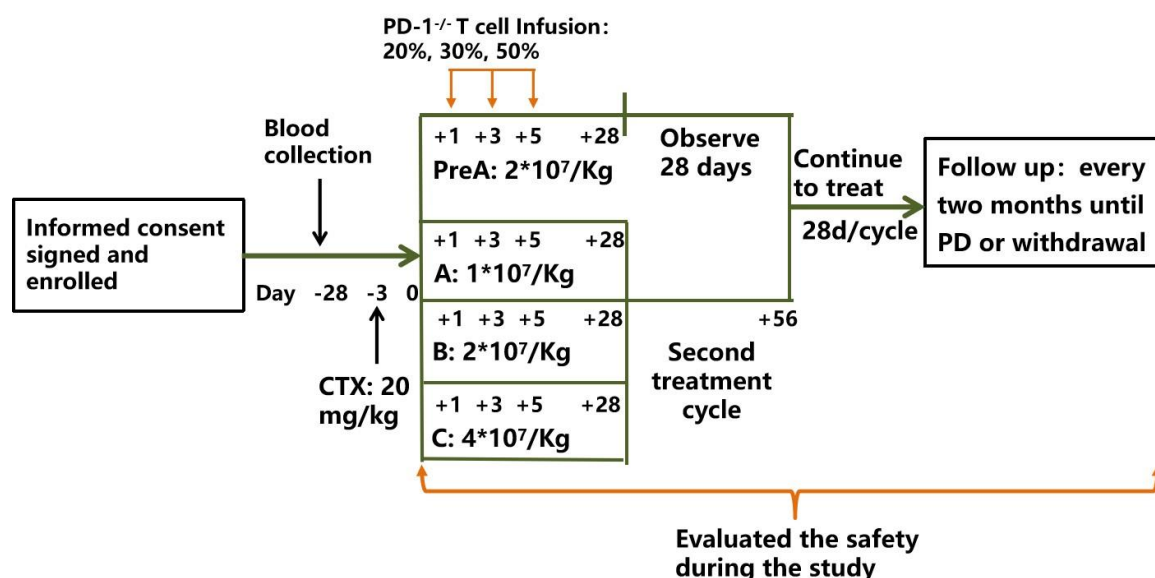 PD-1⁻/⁻ T cell Infusion:
20%, 30%, 50%
Blood
collection
Informed consent
signed and
enrolled
Day -28 -3 0
CTX: 20
mg/kg
+1 +3 +5 +28
PreA: 2*10⁷/Kg
Observe
28 days
+1 +3 +5 +28
A: 1*10⁷/Kg
+1 +3 +5 +28
B: 2*10⁷/Kg
+1 +3 +5 +28
C: 4*10⁷/Kg
+56
Second
treatment
cycle
Continue
to treat
28d/cycle
Follow up: every
two months until
PD or withdrawal
Evaluated the safety
during the study